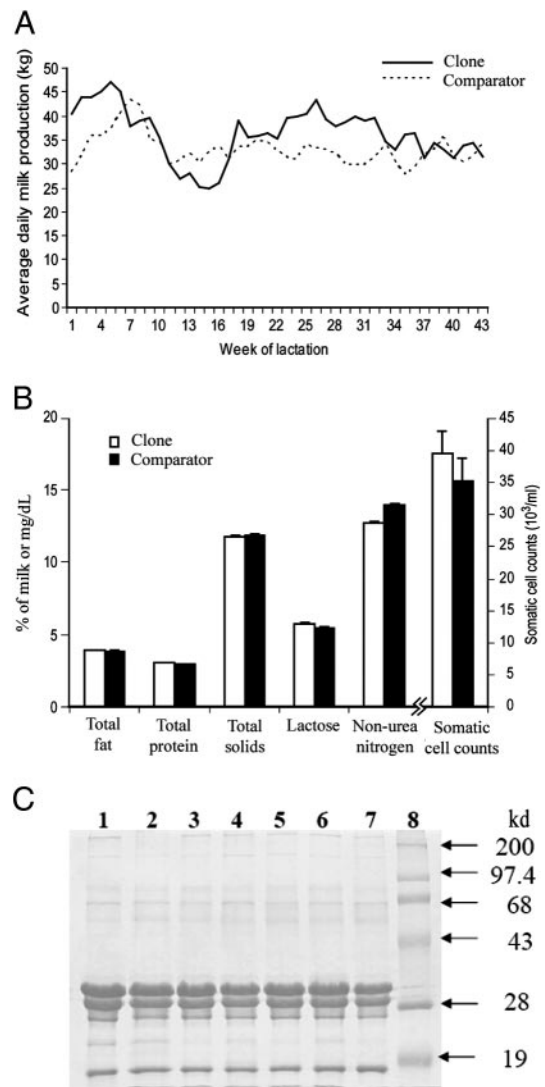 A
Average daily milk production (kg)
50
45
40
35
30
25
20
15
10
5
0
Clone
Comparator
1 4 7 10 13 16 19 22 25 28 31 34 37 40 43
Week of lactation
B
% of milk or mg/dL
20
15
10
5
0
Clone
Comparator
45
40
35
30
25
20
15
10
5
0
Somatic cell counts (10³/ml)
Total fat
Total protein
Total solids
Lactose
Non-urea nitrogen
Somatic cell counts
C
1 2 3 4 5 6 7 8 kd
200
97.4
68
43
28
19